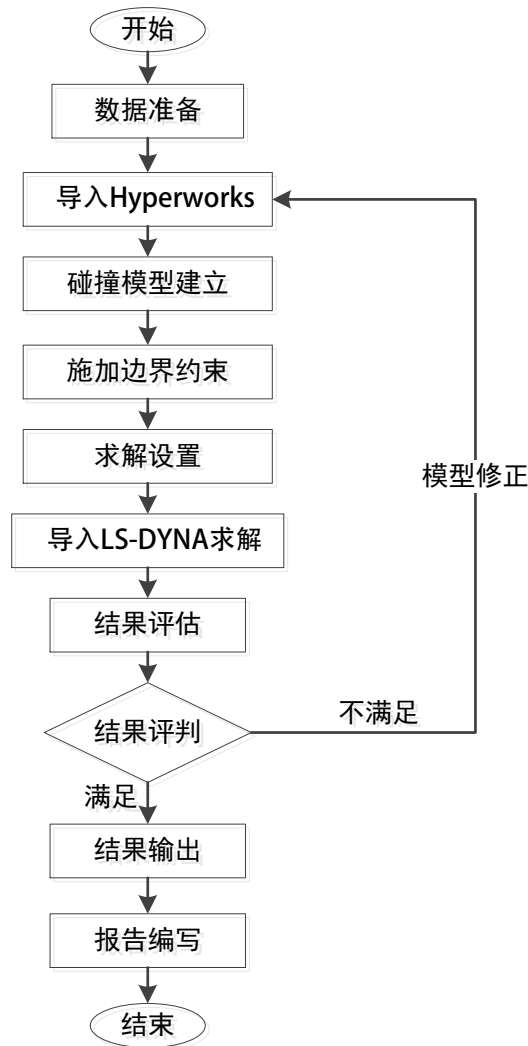 开始
数据准备
导入Hyperworks
碰撞模型建立
施加边界约束
求解设置
模型修正
导入LS-DYNA求解
结果评估
结果评判
不满足
满足
结果输出
报告编写
结束